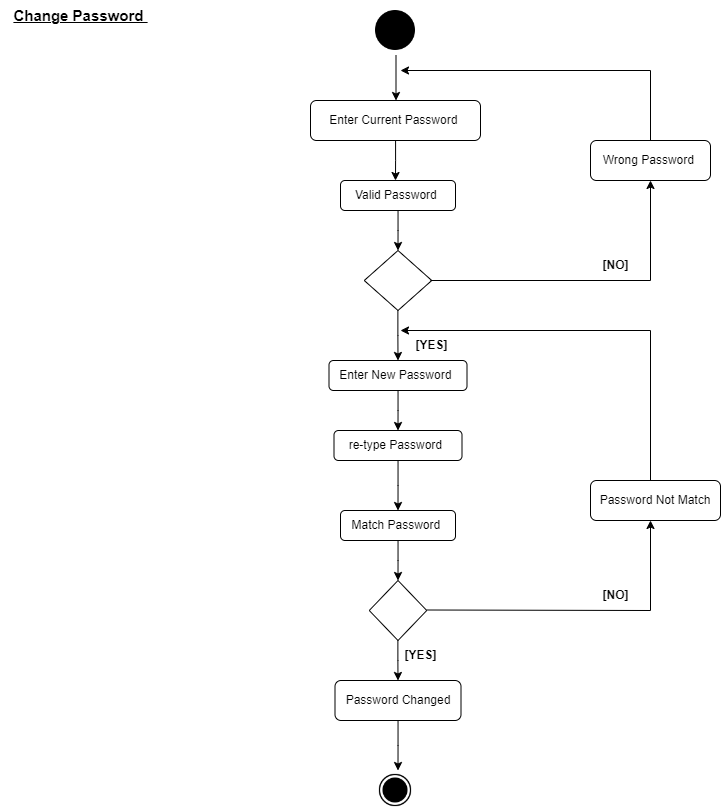 Change Password
Enter Current Password
Wrong Password
Valid Password
[NO]
[YES]
Enter New Password
re-type Password
Password Not Match
Match Password
[NO]
[YES]
Password Changed